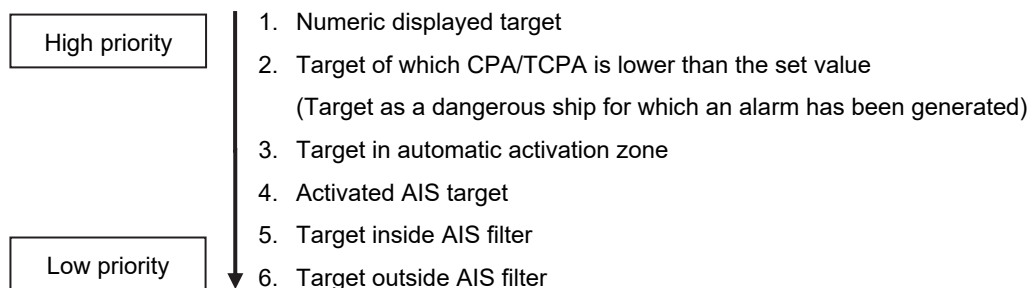 High priority
1. Numeric displayed target
2. Target of which CPA/TCPA is lower than the set value
(Target as a dangerous ship for which an alarm has been generated)
3. Target in automatic activation zone
4. Activated AIS target
5. Target inside AIS filter
Low priority
6. Target outside AIS filter